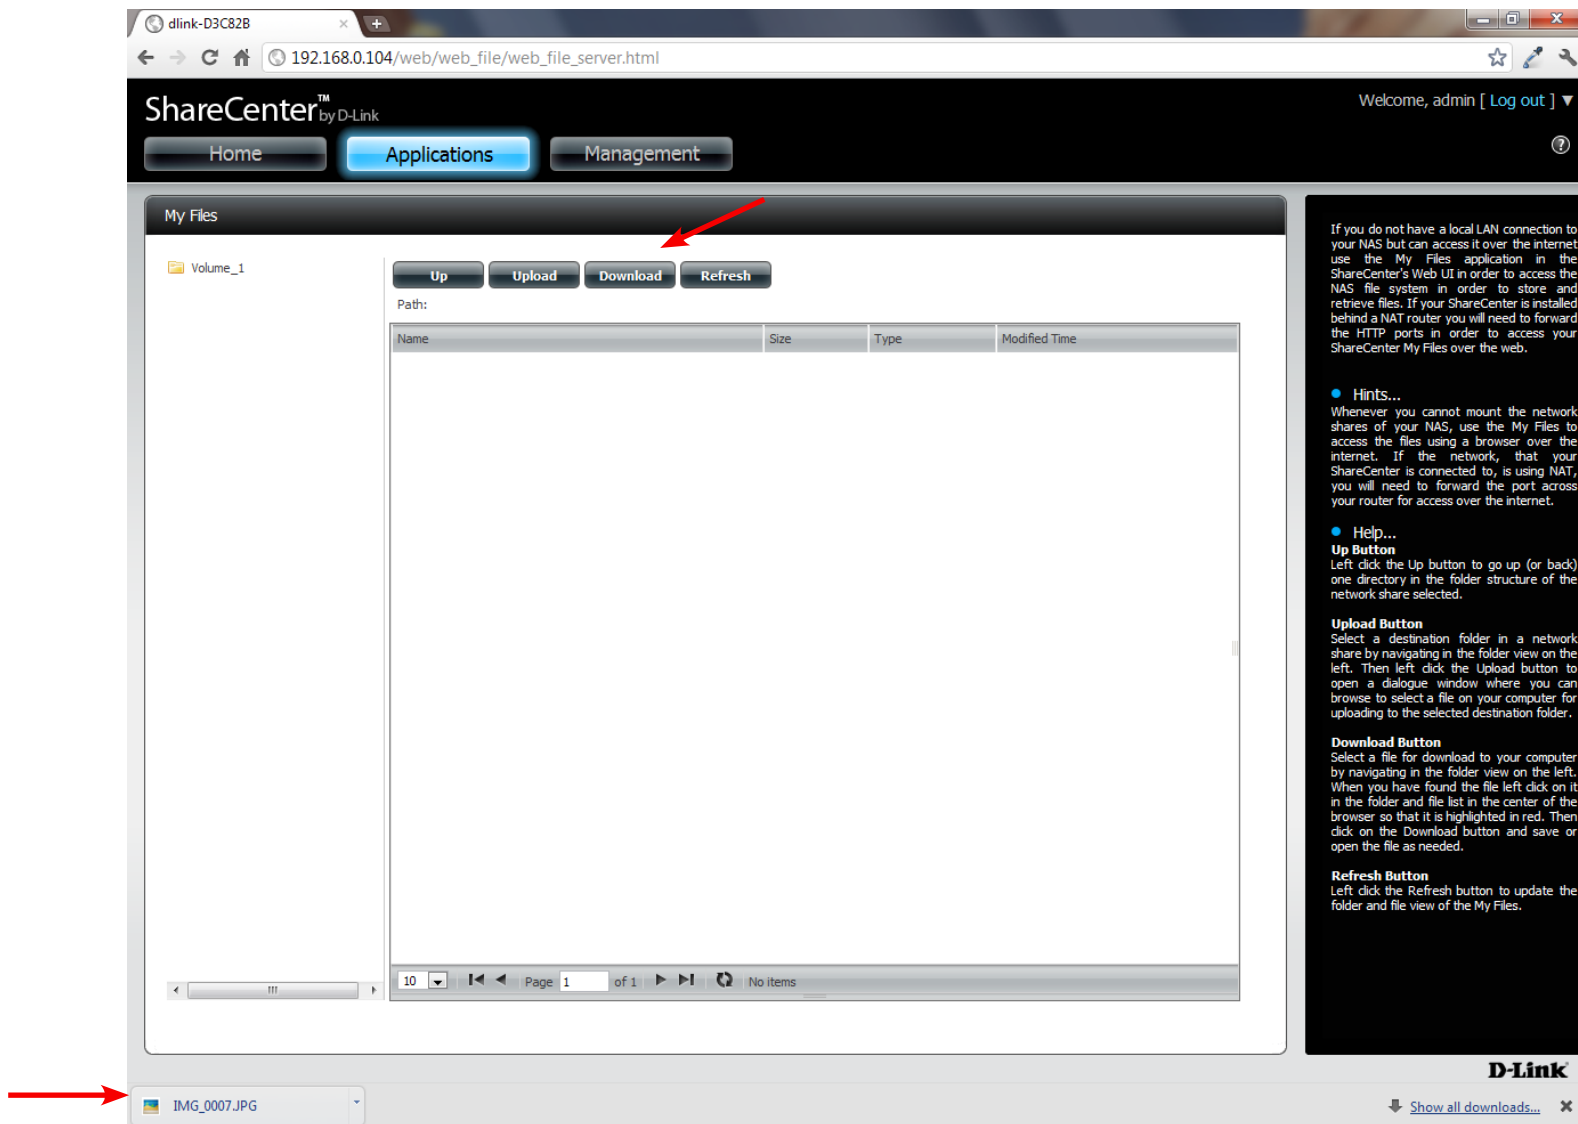 dlink-D3C82B
192.168.0.104/web/web_file/web_file_server.html
ShareCenter™ by D-Link
Welcome, admin [ Log out ] ▼
Home
Applications
Management
?
My Files
Volume_1
Up
Upload
Download
Refresh
Path:
Name
Size
Type
Modified Time
10
Page 1 of 1
No items
If you do not have a local LAN connection to
your NAS but can access it over the internet
use the My Files application in the
ShareCenter's Web UI in order to access the
NAS file system in order to store and
retrieve files. If your ShareCenter is installed
behind a NAT router you will need to forward
the HTTP ports in order to access your
ShareCenter My Files over the web.
Hints...
Whenever you cannot mount the network
shares of your NAS, use the My Files to
access the files using a browser over the
internet. If the network, that your
ShareCenter is connected to, is using NAT,
you will need to forward the port across
your router for access over the internet.
Help...
Up Button
Left click the Up button to go up (or back)
one directory in the folder structure of the
network share selected.
Upload Button
Select a destination folder in a network
share by navigating in the folder view on the
left. Then left click the Upload button to
open a dialogue window where you can
browse to select a file on your computer for
uploading to the selected destination folder.
Download Button
Select a file for download to your computer
by navigating in the folder view on the left.
When you have found the file left click on it
in the folder and file list in the center of the
browser so that it is highlighted in red. Then
click on the Download button and save or
open the file as needed.
Refresh Button
Left click the Refresh button to update the
folder and file view of the My Files.
D-Link
IMG_0007.JPG
Show all downloads...